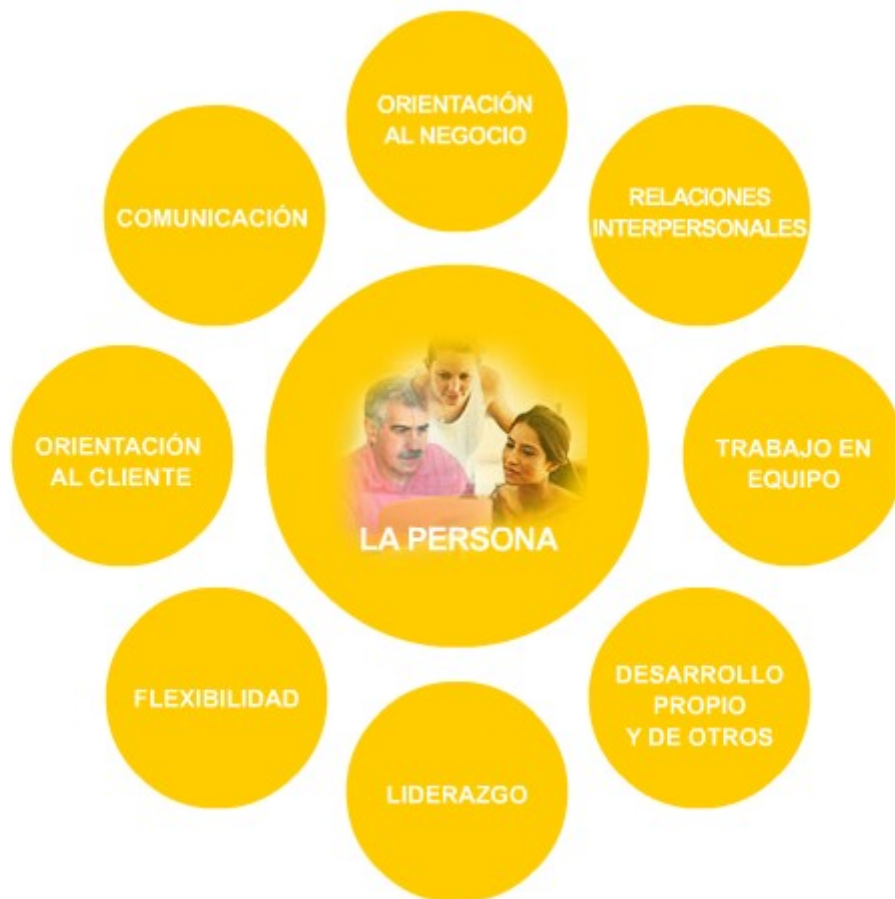 ORIENTACIÓN
AL NEGOCIO
RELACIONES
INTERPERSONALES
TRABAJO EN
EQUIPO
DESARROLLO
PROPIO
Y DE OTROS
LIDERAZGO
FLEXIBILIDAD
ORIENTACIÓN
AL CLIENTE
COMUNICACIÓN
LA PERSONA